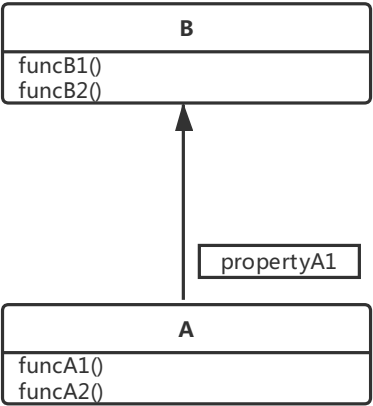 B
funcB1()
funcB2()
propertyA1
A
funcA1()
funcA2()